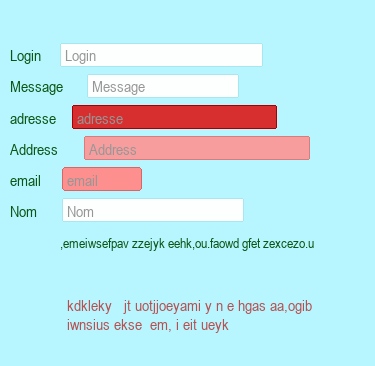 Login Login
Message Message
adresse adresse
Address Address
email email
Nom Nom
,emeiwsefpav zzejyk eehk,ou.faowd gfet zexcezo.u
kdkleky jt uotjjoeyami y n e hgas aa,ogib
iwnsius ekse em, i eit ueyk